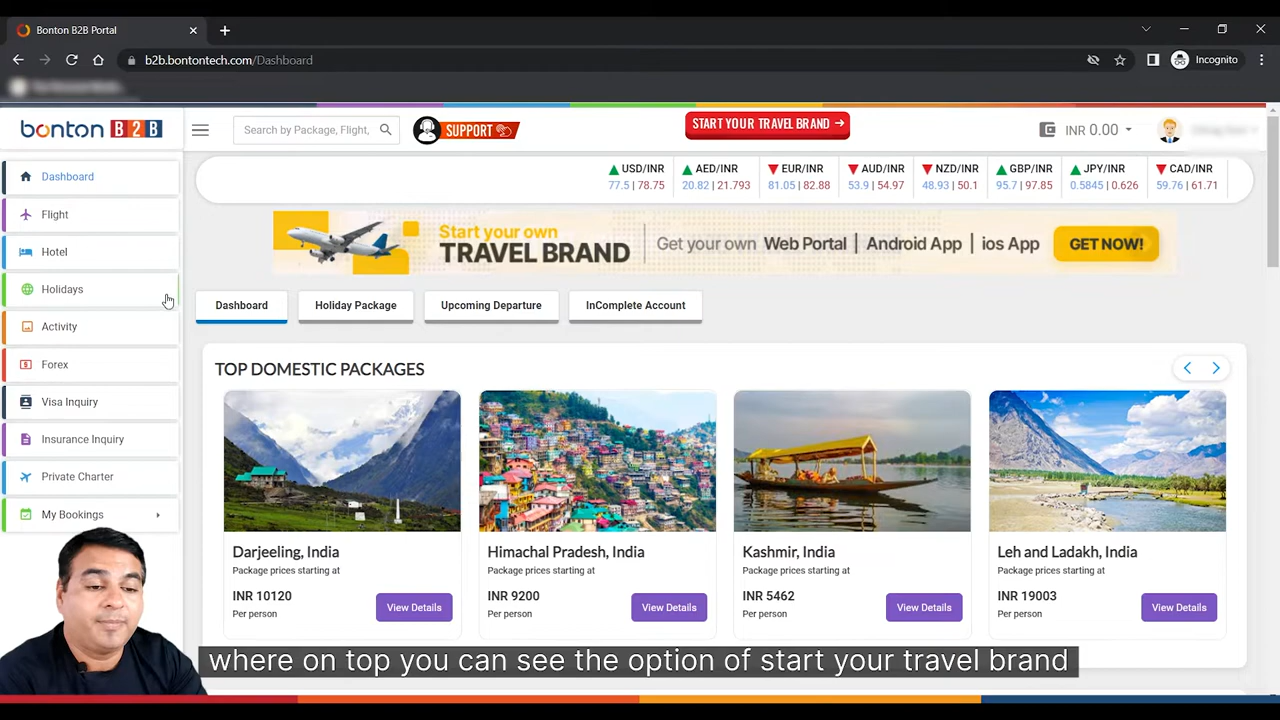 Bonton B2B Portal
b2b.bontontech.com/Dashboard
Incognito
bonton B2B
Search by Package, Flight,
SUPPORT
START YOUR TRAVEL BRAND →
INR 0.00
USD/INR
77.5 | 78.75
AED/INR
20.82 | 21.793
EUR/INR
81.05 | 82.88
AUD/INR
53.9 | 54.97
NZD/INR
48.93 | 50.1
GBP/INR
95.7 | 97.85
JPY/INR
0.5845 | 0.626
CAD/INR
59.76 | 61.71
Dashboard
Flight
Hotel
Holidays
Activity
Forex
Visa Inquiry
Insurance Inquiry
Private Charter
My Bookings
Start your own
TRAVEL BRAND
Get your own Web Portal | Android App | ios App
GET NOW!
Dashboard
Holiday Package
Upcoming Departure
InComplete Account
TOP DOMESTIC PACKAGES
Darjeeling, India
Package prices starting at
INR 10120
Per person
View Details
Himachal Pradesh, India
Package prices starting at
INR 9200
Per person
View Details
Kashmir, India
Package prices starting at
INR 5462
Per person
View Details
Leh and Ladakh, India
Package prices starting at
INR 19003
Per person
View Details
where on top you can see the option of start your travel brand